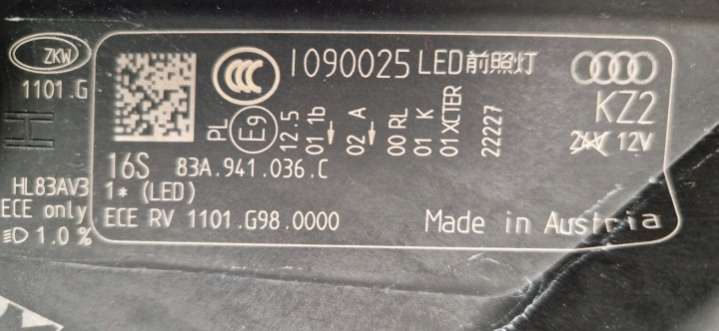 ZKW
1101.G
HL83AV3
ECE only
1.0 %
CCC
I090025 LED前照灯
KZ2
24V 12V
PL
E9
12.5
01 1b
02 A
00 RL
01 K
01 XCTER
22227
16S 83A.941.036.C
1* (LED)
ECE RV 1101.G98.0000
Made in Austria